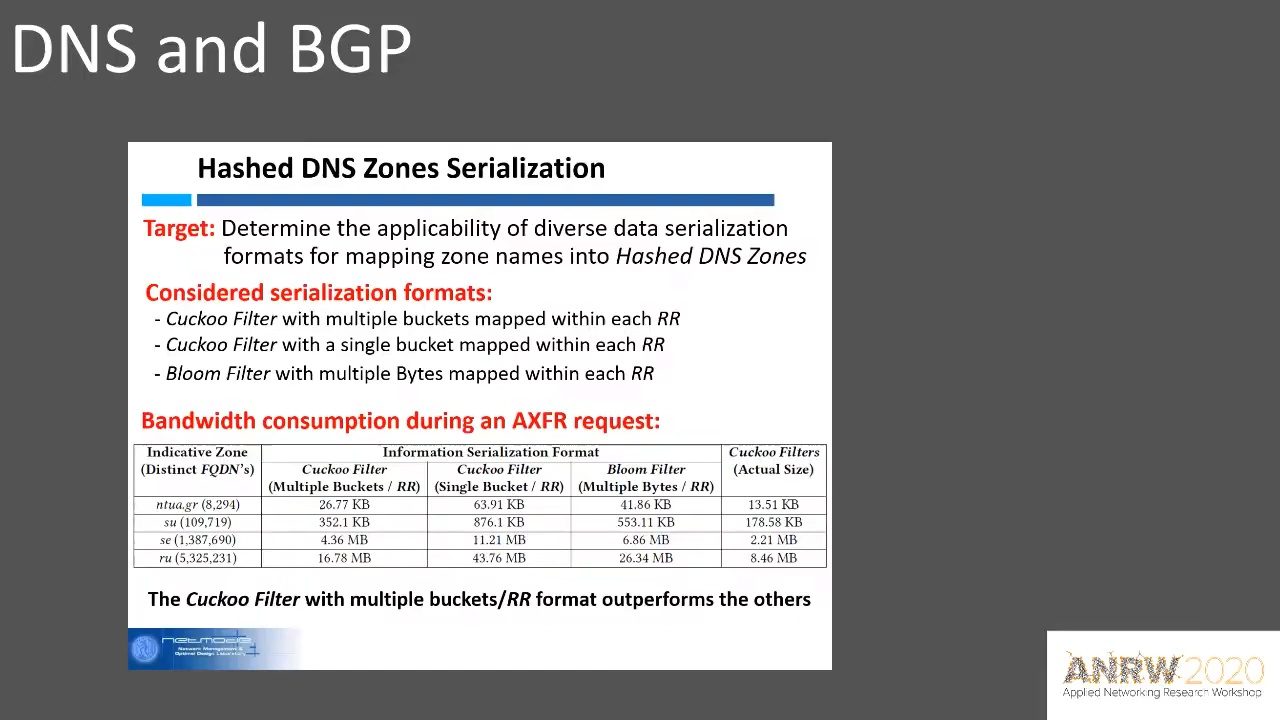 DNS and BGP
Hashed DNS Zones Serialization
Target: Determine the applicability of diverse data serialization
formats for mapping zone names into Hashed DNS Zones
Considered serialization formats:
- Cuckoo Filter with multiple buckets mapped within each RR
- Cuckoo Filter with a single bucket mapped within each RR
- Bloom Filter with multiple Bytes mapped within each RR
Bandwidth consumption during an AXFR request:
Indicative Zone (Distinct FQDN's) Information Serialization Format Cuckoo Filters (Actual Size)
Cuckoo Filter (Multiple Buckets / RR) Cuckoo Filter (Single Bucket / RR) Bloom Filter (Multiple Bytes / RR)
ntua.gr (8,294) 26.77 KB 63.91 KB 41.86 KB 13.51 KB
su (109,719) 352.1 KB 876.1 KB 553.11 KB 178.58 KB
se (1,387,690) 4.36 MB 11.21 MB 6.86 MB 2.21 MB
ru (5,325,231) 16.78 MB 43.76 MB 26.34 MB 8.46 MB
The Cuckoo Filter with multiple buckets/RR format outperforms the others
netmode
Network Management &
Optimal Design Laboratory
ANRW 2020
Applied Networking Research Workshop